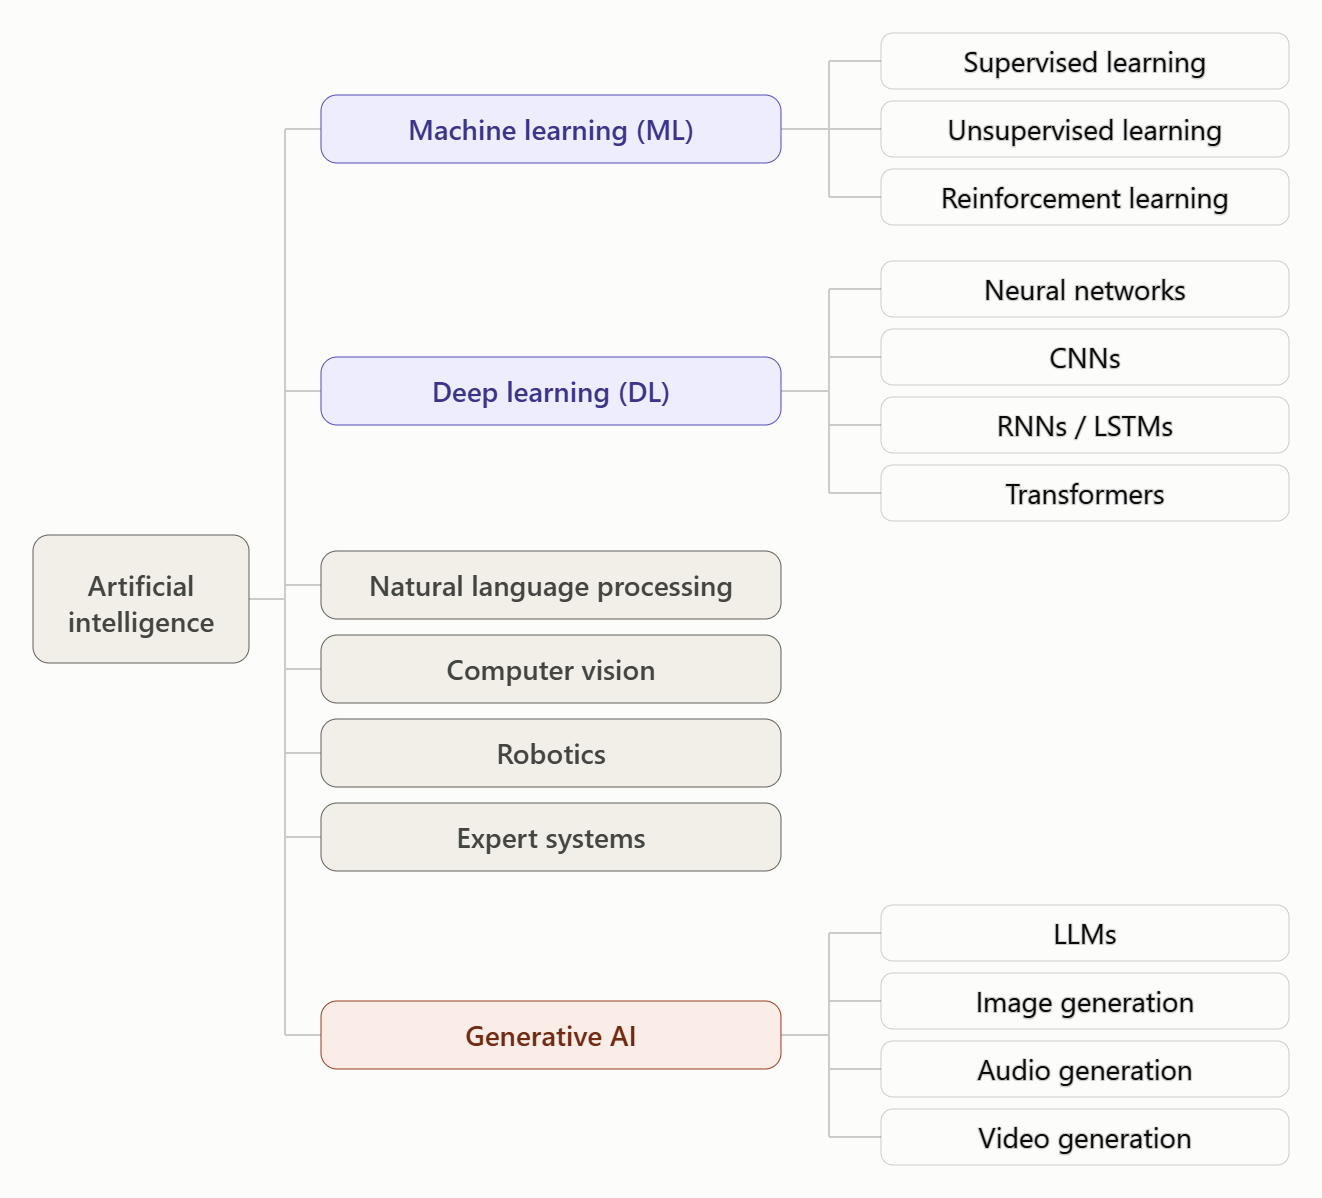 Artificial
intelligence
Machine learning (ML)
Supervised learning
Unsupervised learning
Reinforcement learning
Deep learning (DL)
Neural networks
CNNs
RNNs / LSTMs
Transformers
Natural language processing
Computer vision
Robotics
Expert systems
Generative AI
LLMs
Image generation
Audio generation
Video generation